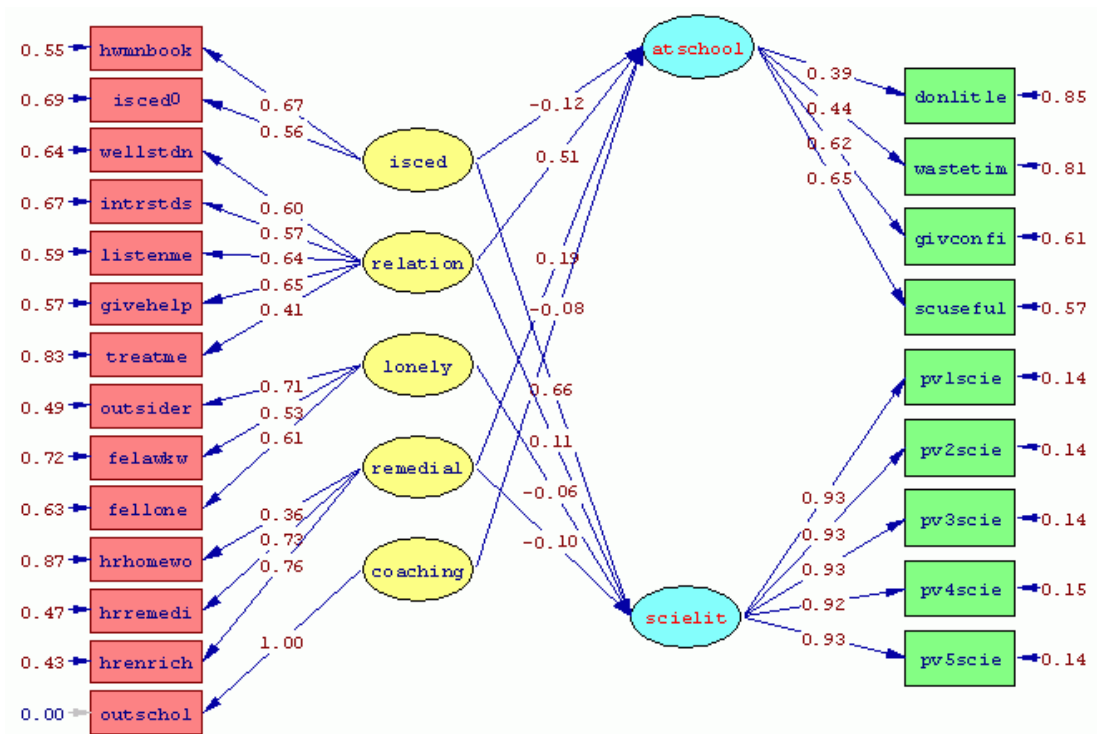 0.55 hwmnbook
0.69 isced0
0.64 wellstdn
0.67 intrstds
0.59 listenme
0.57 givehelp
0.83 treatme
0.49 outsider
0.72 felawkw
0.63 fellone
0.87 hrhomewo
0.47 hrremedi
0.43 hrenrich
0.00 outschol
0.67
0.56
0.60
0.57
0.64
0.65
0.41
0.71
0.53
0.61
0.36
0.73
0.76
1.00
isced
relation
lonely
remedial
coaching
-0.12
0.51
0.19
-0.08
0.66
0.11
-0.06
-0.10
atschool
scielit
0.39
0.44
0.62
0.65
0.93
0.93
0.93
0.92
0.93
donlitle 0.85
wastetim 0.81
givconfi 0.61
scuseful 0.57
pv1scie 0.14
pv2scie 0.14
pv3scie 0.14
pv4scie 0.15
pv5scie 0.14